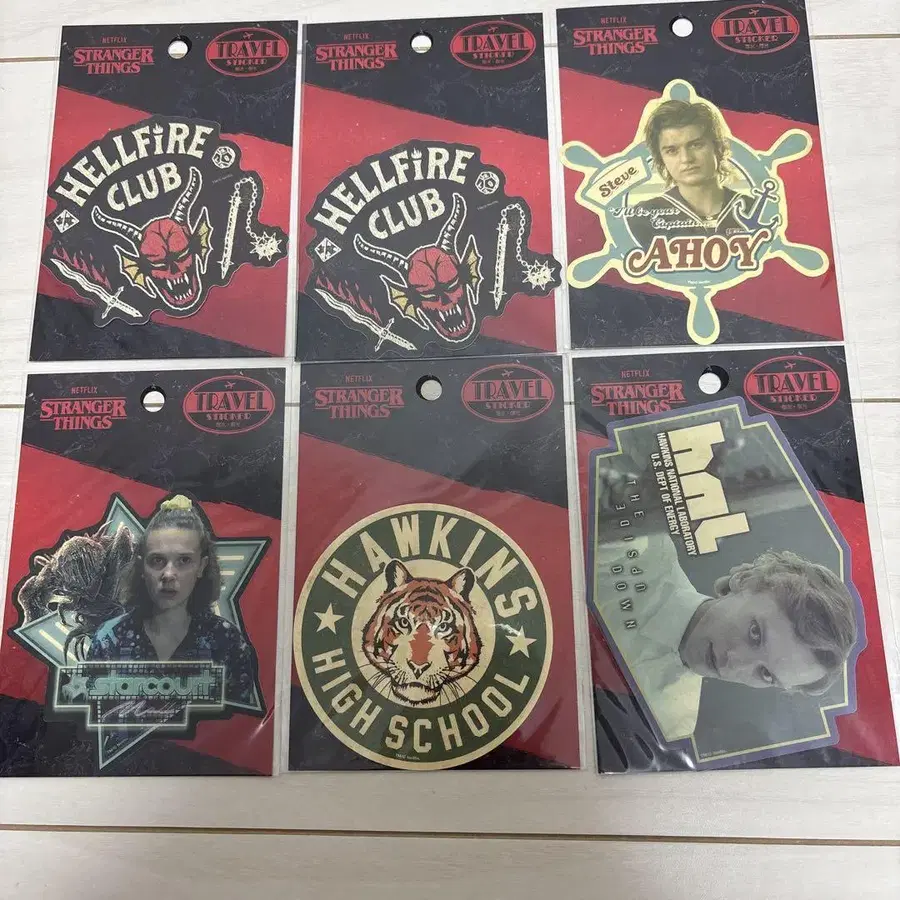 NETFLIX
STRANGER
THINGS
TRAVEL
STICKER
HELLFIRE
CLUB
NETFLIX
STRANGER
THINGS
TRAVEL
STICKER
HELLFIRE
CLUB
NETFLIX
STRANGER
THINGS
TRAVEL
STICKER
Steve
"I'll be your
Captain...
AHOY
NETFLIX
STRANGER
THINGS
TRAVEL
STICKER
starcourt
NETFLIX
STRANGER
THINGS
TRAVEL
STICKER
HAWKINS
HIGH SCHOOL
NETFLIX
STRANGER
THINGS
TRAVEL
STICKER
hnl
HAWKINS NATIONAL LABORATORY
U.S. DEPT OF ENERGY
THE
UPSIDE
DOWN